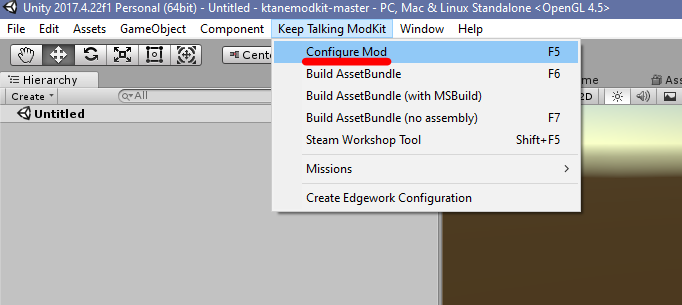 Unity 2017.4.22f1 Personal (64bit) - Untitled - ktanemodkit-master - PC, Mac & Linux Standalone <OpenGL 4.5>
File Edit Assets GameObject Component Keep Talking ModKit Window Help
Cente
Configure Mod F5
Hierarchy
me
Asset
Build AssetBundle F6
Create
All
2D
Build AssetBundle (with MSBuild)
Untitled
Build AssetBundle (no assembly) F7
Steam Workshop Tool Shift+F5
Missions
Create Edgework Configuration